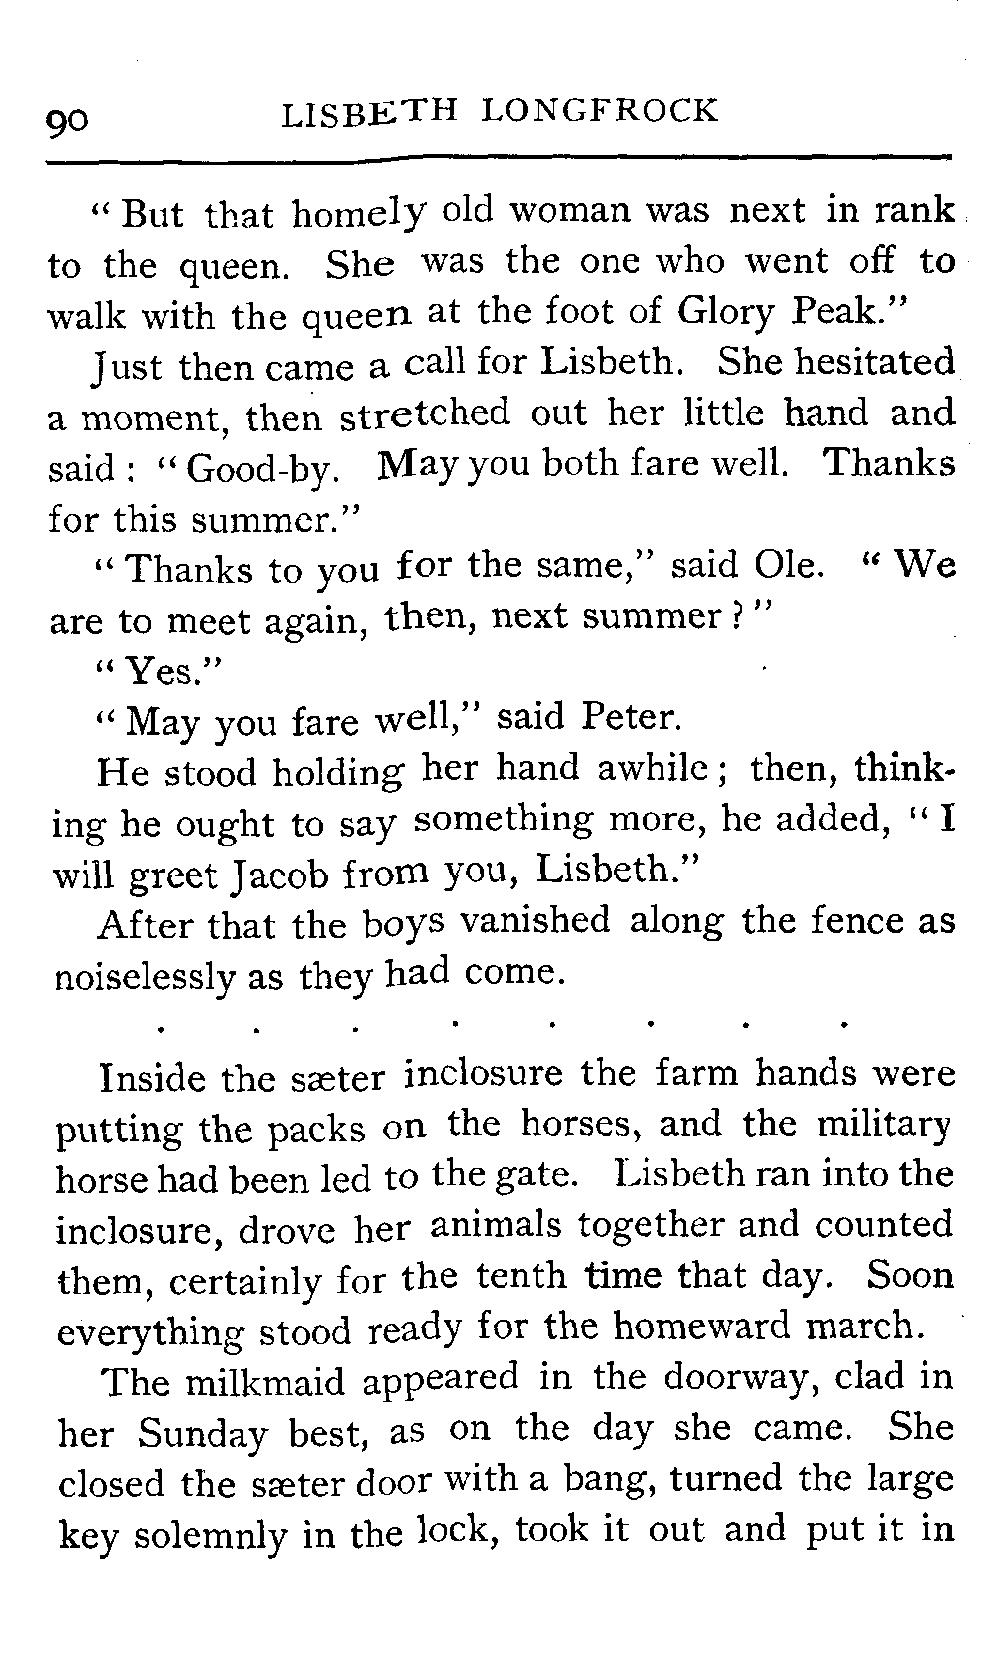 90 LISBETH LONGFROCK
“ But that homely old woman was next in rank
to the queen. She was the one who went off to
walk with the queen at the foot of Glory Peak.”
Just then came a call for Lisbeth. She hesitated
a moment, then stretched out her little hand and
said : “ Good-by. May you both fare well. Thanks
for this summer.”
“ Thanks to you for the same,” said Ole. “ We
are to meet again, then, next summer ? ”
“ Yes.”
“ May you fare well,” said Peter.
He stood holding her hand awhile ; then, think-
ing he ought to say something more, he added, “ I
will greet Jacob from you, Lisbeth.”
After that the boys vanished along the fence as
noiselessly as they had come.
. . . . . . . .
Inside the sæter inclosure the farm hands were
putting the packs on the horses, and the military
horse had been led to the gate. Lisbeth ran into the
inclosure, drove her animals together and counted
them, certainly for the tenth time that day. Soon
everything stood ready for the homeward march.
The milkmaid appeared in the doorway, clad in
her Sunday best, as on the day she came. She
closed the sæter door with a bang, turned the large
key solemnly in the lock, took it out and put it in